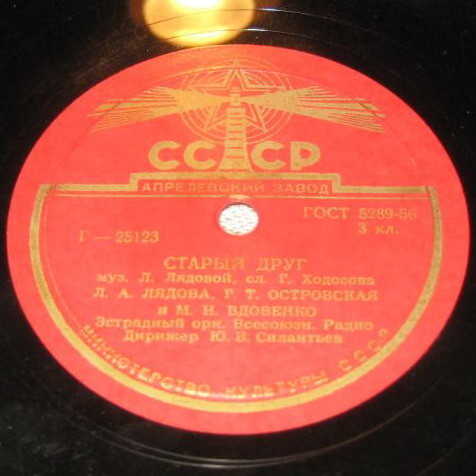 СССР
АПРЕЛЕВСКИЙ ЗАВОД
ГОСТ 5289-56
Г — 25123
3 кл.
СТАРЫЙ ДРУГ
муз. Л. Лядовой, сл. Г. Ходосова
Л. А. ЛЯДОВА, Г. Т. ОСТРОВСКАЯ
и М. И. ВДОВЕНКО
Эстрадный орк. Всесоюзн. Радио
Дирижер Ю. В. Силантьев
МИНИСТЕРСТВО КУЛЬТУРЫ СССР